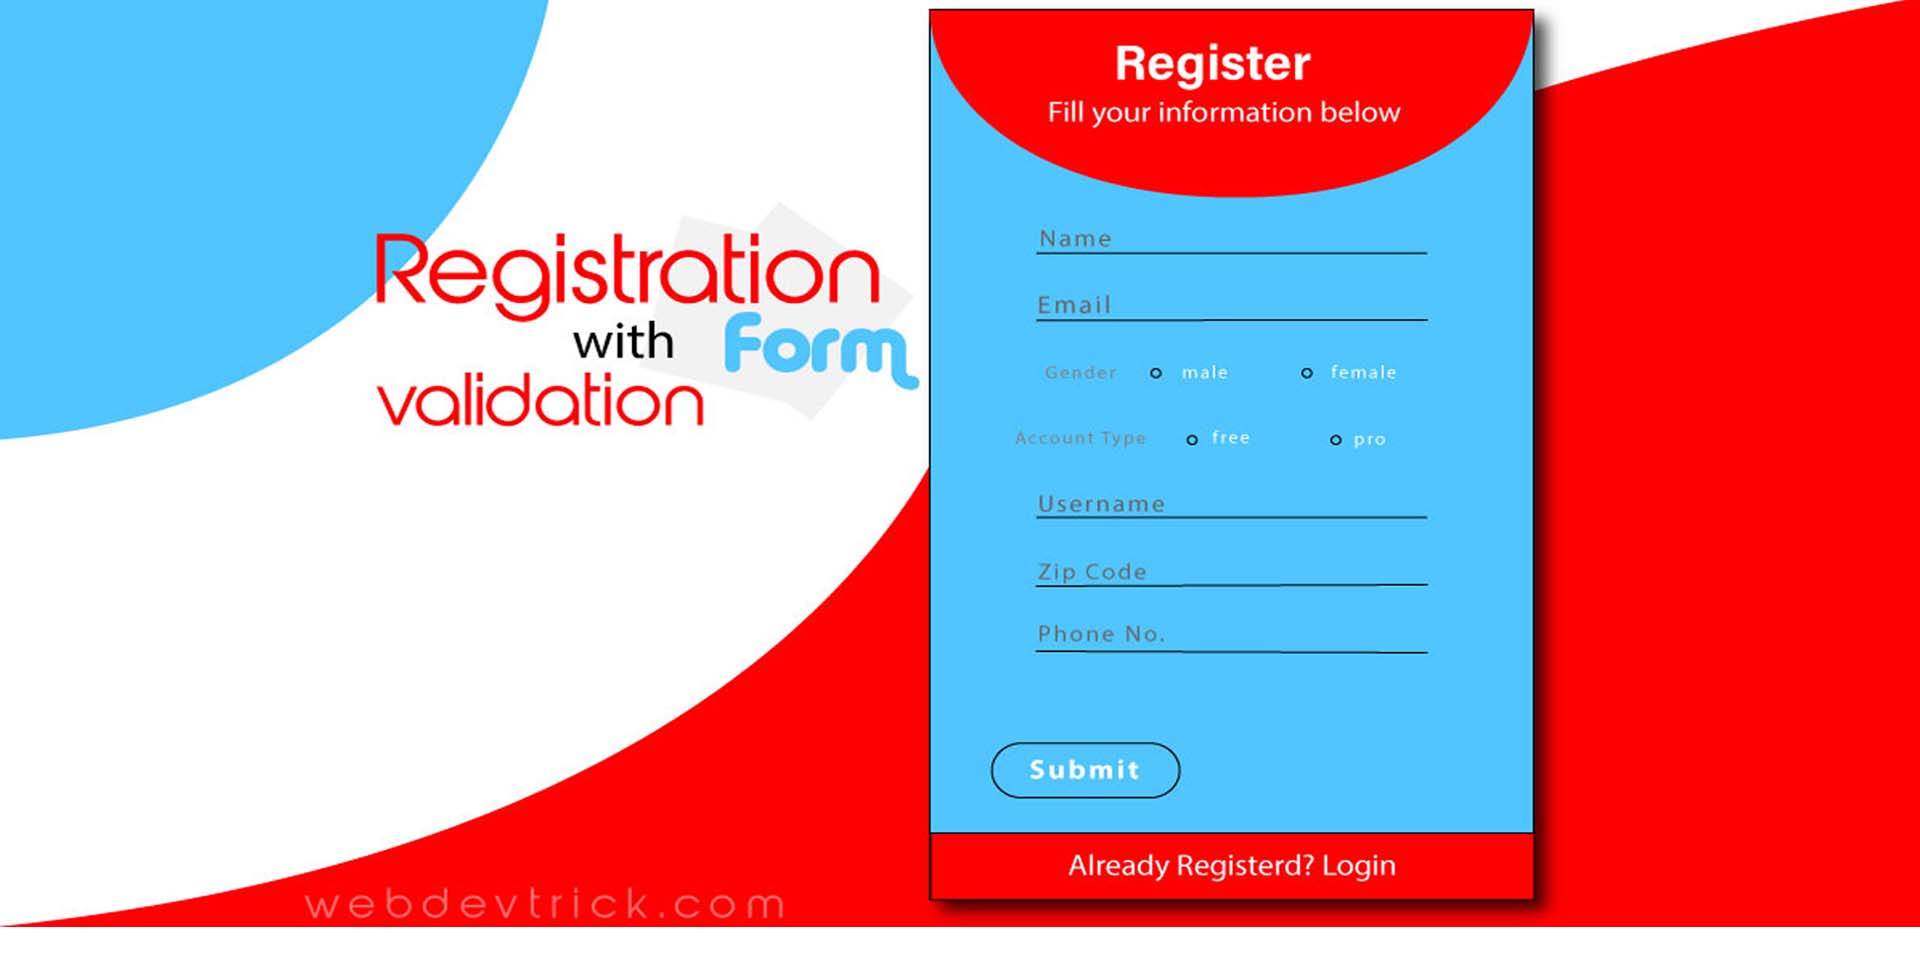 Registration
with Form
validation
webdevtrick.com
Register
Fill your information below
Name
Email
Gender male female
Account Type free pro
Username
Zip Code
Phone No.
Submit
Already Registerd? Login